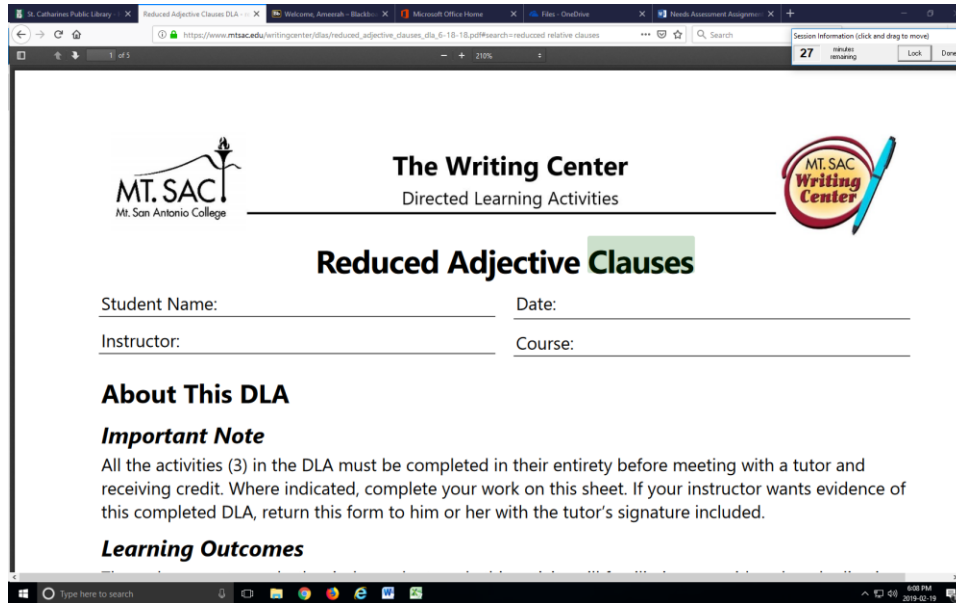 St. Catharines Public Library
Reduced Adjective Clauses DLA
Welcome, Ameerah – Blackboa
Microsoft Office Home
Files - OneDrive
Needs Assessment Assignmen
https://www.mtsac.edu/writingcenter/dlas/reduced_adjective_clauses_dla_6-18-18.pdf#search=reducced relative clauses
Search
Session Information (click and drag to move)
27 minutes remaining Lock Done
1 of 5
210%
MT. SAC
Mt. San Antonio College
The Writing Center
Directed Learning Activities
MT. SAC
Writing
Center
Reduced Adjective Clauses
Student Name: Date:
Instructor: Course:
About This DLA
Important Note
All the activities (3) in the DLA must be completed in their entirety before meeting with a tutor and
receiving credit. Where indicated, complete your work on this sheet. If your instructor wants evidence of
this completed DLA, return this form to him or her with the tutor’s signature included.
Learning Outcomes
Type here to search
6:08 PM
2019-02-19